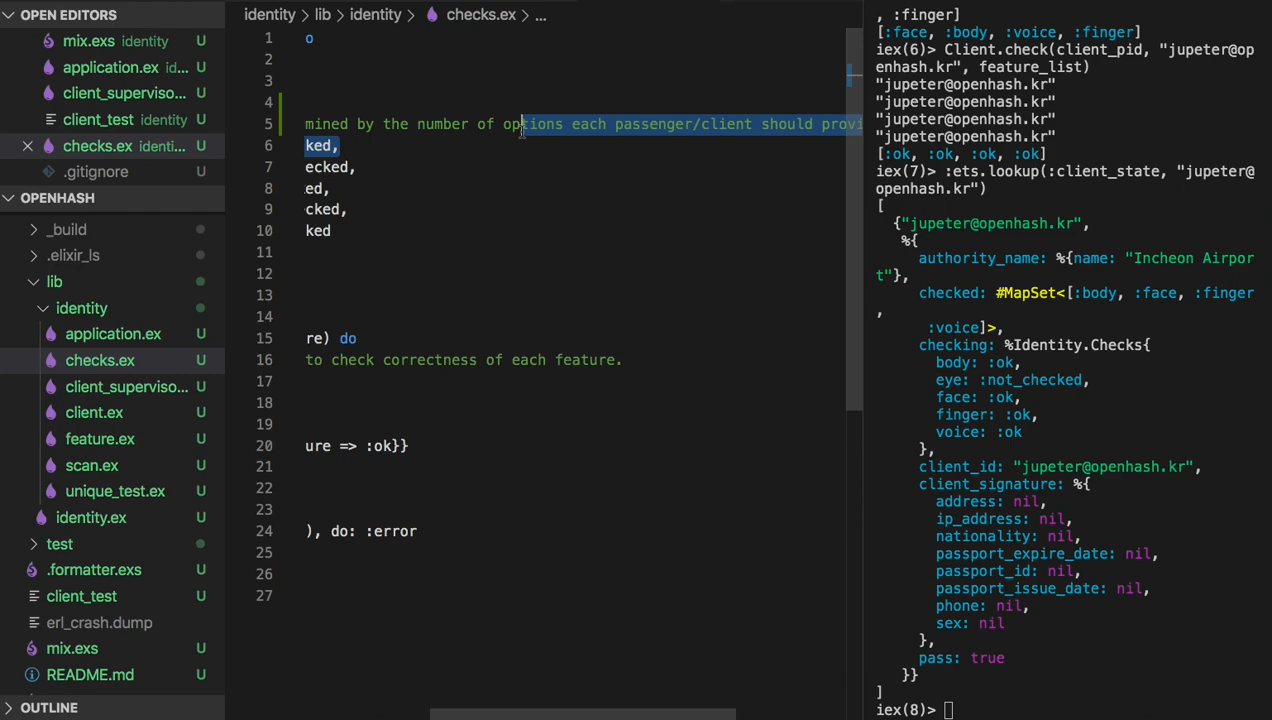 OPEN EDITORS
mix.exs identity U
application.ex id... U
client_superviso... U
client_test identity U
checks.ex identi... U
.gitignore U
OPENHASH
_build
.elixir_ls
lib
identity
application.ex U
checks.ex U
client_superviso... U
client.ex U
feature.ex U
scan.ex U
unique_test.ex U
identity.ex U
test
.formatter.exs U
client_test U
erl_crash.dump
mix.exs U
README.md U
OUTLINE
identity > lib > identity > checks.ex > ...
1 o
2
3
4
5 mined by the number of options each passenger/client should provi
6 ked,
7 ecked,
8 ed,
9 cked,
10 ked
11
12
13
14
15 re) do
16 to check correctness of each feature.
17
18
19
20 ure => :ok}}
21
22
23
24 ), do: :error
25
26
27
, :finger]
[:face, :body, :voice, :finger]
iex(6)> Client.check(client_pid, "jupeter@op
enhash.kr", feature_list)
"jupeter@openhash.kr"
"jupeter@openhash.kr"
"jupeter@openhash.kr"
"jupeter@openhash.kr"
[:ok, :ok, :ok, :ok]
iex(7)> :ets.lookup(:client_state, "jupeter@
openhash.kr")
[
{"jupeter@openhash.kr",
%{
authority_name: %{name: "Incheon Airpor
t"},
checked: #MapSet<[:body, :face, :finger
,
:voice]>,
checking: %Identity.Checks{
body: :ok,
eye: :not_checked,
face: :ok,
finger: :ok,
voice: :ok
},
client_id: "jupeter@openhash.kr",
client_signature: %{
address: nil,
ip_address: nil,
nationality: nil,
passport_expire_date: nil,
passport_id: nil,
passport_issue_date: nil,
phone: nil,
sex: nil
},
pass: true
}}
]
iex(8)>